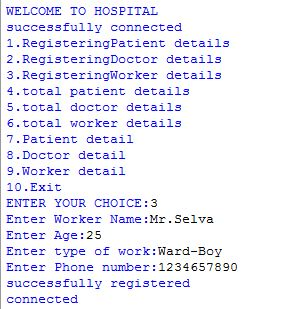 WELCOME TO HOSPITAL
successfully connected
1.RegisteringPatient details
2.RegisteringDoctor details
3.RegisteringWorker details
4.total patient details
5.total doctor details
6.total worker details
7.Patient detail
8.Doctor detail
9.Worker detail
10.Exit
ENTER YOUR CHOICE:3
Enter Worker Name:Mr.Selva
Enter Age:25
Enter type of work:Ward-Boy
Enter Phone number:1234657890
successfully registered
connected